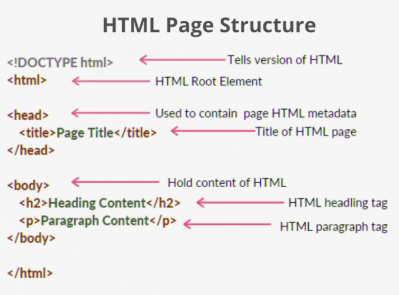 HTML Page Structure
<!DOCTYPE html> Tells version of HTML
<html> HTML Root Element
<head> Used to contain page HTML metadata
<title>Page Title</title> Title of HTML page
</head>
<body> Hold content of HTML
<h2>Heading Content</h2> HTML headling tag
<p>Paragraph Content</p> HTML paragraph tag
</body>
</html>